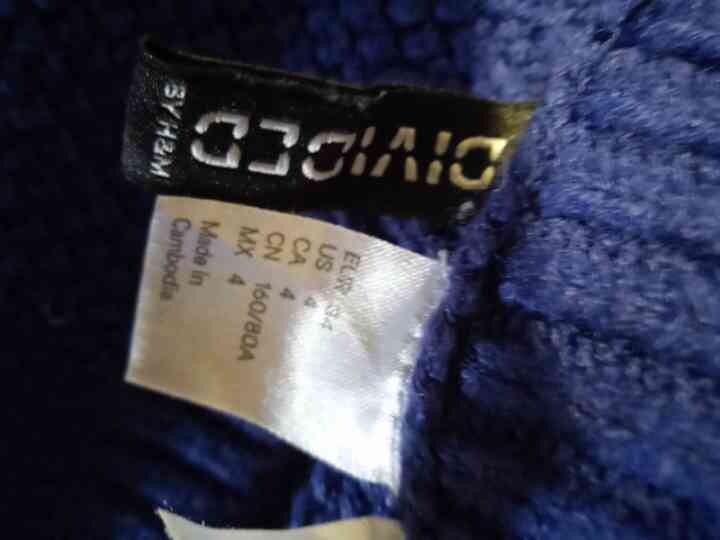 DIVIDED
BY H&M
EUR 34
US 4
CA 4
CN 160/80A
MX 4
Made in
Cambodia